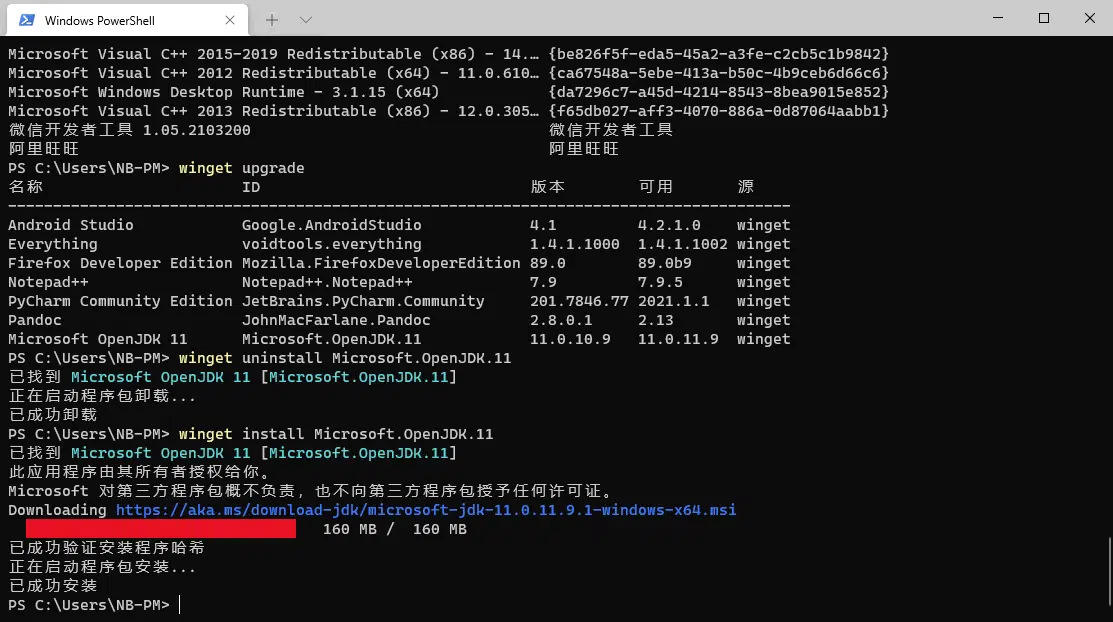 Windows PowerShell
Microsoft Visual C++ 2015-2019 Redistributable (x86) - 14.… {be826f5f-eda5-45a2-a3fe-c2cb5c1b9842}
Microsoft Visual C++ 2012 Redistributable (x64) - 11.0.610… {ca67548a-5ebe-413a-b50c-4b9ceb6d66c6}
Microsoft Windows Desktop Runtime - 3.1.15 (x64) {da7296c7-a45d-4214-8543-8bea9015e852}
Microsoft Visual C++ 2013 Redistributable (x86) - 12.0.305… {f65db027-aff3-4070-886a-0d87064aabb1}
微信开发者工具 1.05.2103200 微信开发者工具
阿里旺旺 阿里旺旺
PS C:\Users\NB-PM> winget upgrade
名称 ID 版本 可用 源
---------------------------------------------------------------------------------------
Android Studio Google.AndroidStudio 4.1 4.2.1.0 winget
Everything voidtools.everything 1.4.1.1000 1.4.1.1002 winget
Firefox Developer Edition Mozilla.FirefoxDeveloperEdition 89.0 89.0b9 winget
Notepad++ Notepad++.Notepad++ 7.9 7.9.5 winget
PyCharm Community Edition JetBrains.PyCharm.Community 201.7846.77 2021.1.1 winget
Pandoc JohnMacFarlane.Pandoc 2.8.0.1 2.13 winget
Microsoft OpenJDK 11 Microsoft.OpenJDK.11 11.0.10.9 11.0.11.9 winget
PS C:\Users\NB-PM> winget uninstall Microsoft.OpenJDK.11
已找到 Microsoft OpenJDK 11 [Microsoft.OpenJDK.11]
正在启动程序包卸载...
已成功卸载
PS C:\Users\NB-PM> winget install Microsoft.OpenJDK.11
已找到 Microsoft OpenJDK 11 [Microsoft.OpenJDK.11]
此应用程序由其所有者授权给你。
Microsoft 对第三方程序包概不负责，也不向第三方程序包授予任何许可证。
Downloading https://aka.ms/download-jdk/microsoft-jdk-11.0.11.9.1-windows-x64.msi
160 MB / 160 MB
已成功验证安装程序哈希
正在启动程序包安装...
已成功安装
PS C:\Users\NB-PM>